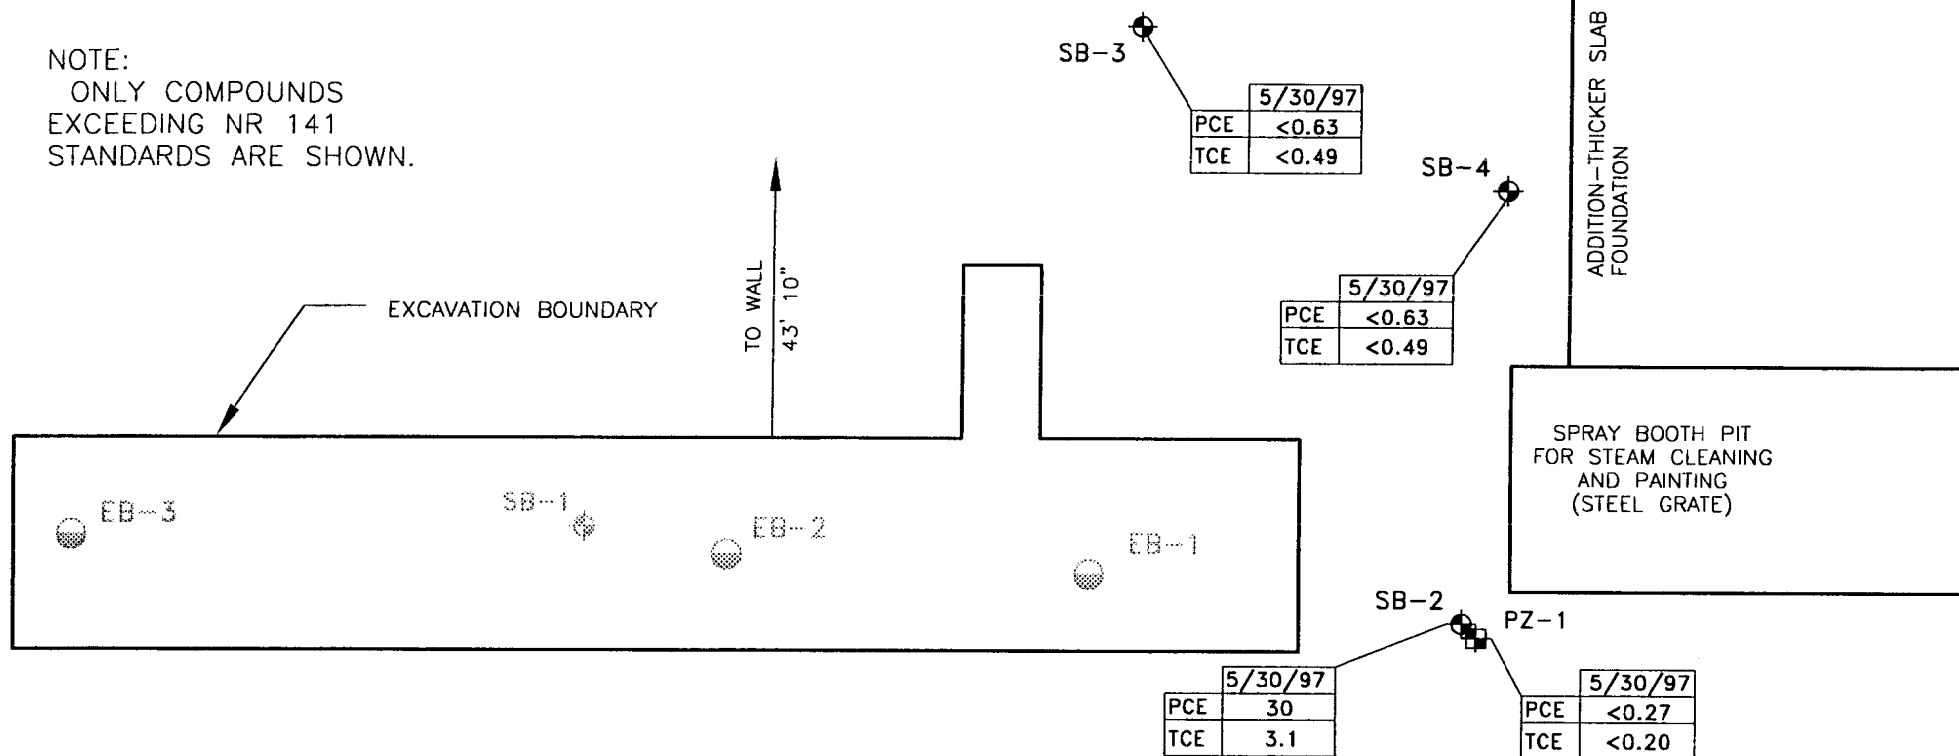 NOTE:
ONLY COMPOUNDS
EXCEEDING NR 141
STANDARDS ARE SHOWN.
SB-3
5/30/97
PCE <0.63
TCE <0.49
SB-4
5/30/97
PCE <0.63
TCE <0.49
ADDITION-THICKER SLAB
FOUNDATION
TO WALL
43' 10"
EXCAVATION BOUNDARY
SPRAY BOOTH PIT
FOR STEAM CLEANING
AND PAINTING
(STEEL GRATE)
EB-3
SB-1
EB-2
EB-1
SB-2
PZ-1
5/30/97
PCE 30
TCE 3.1
5/30/97
PCE <0.27
TCE <0.20